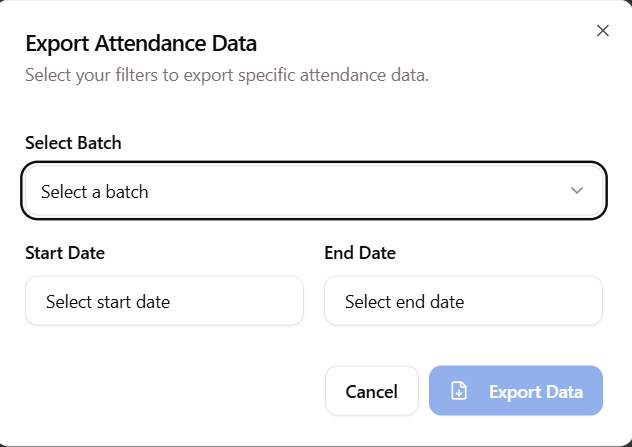 Export Attendance Data
Select your filters to export specific attendance data.
Select Batch
Select a batch
Start Date
End Date
Select start date
Select end date
Cancel
Export Data